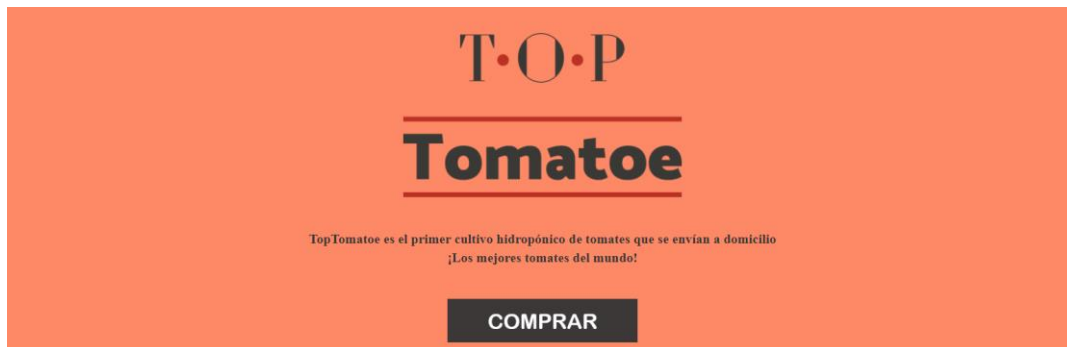 T·O·P
Tomatoe
TopTomatoe es el primer cultivo hidropónico de tomates que se envían a domicilio
¡Los mejores tomates del mundo!
COMPRAR